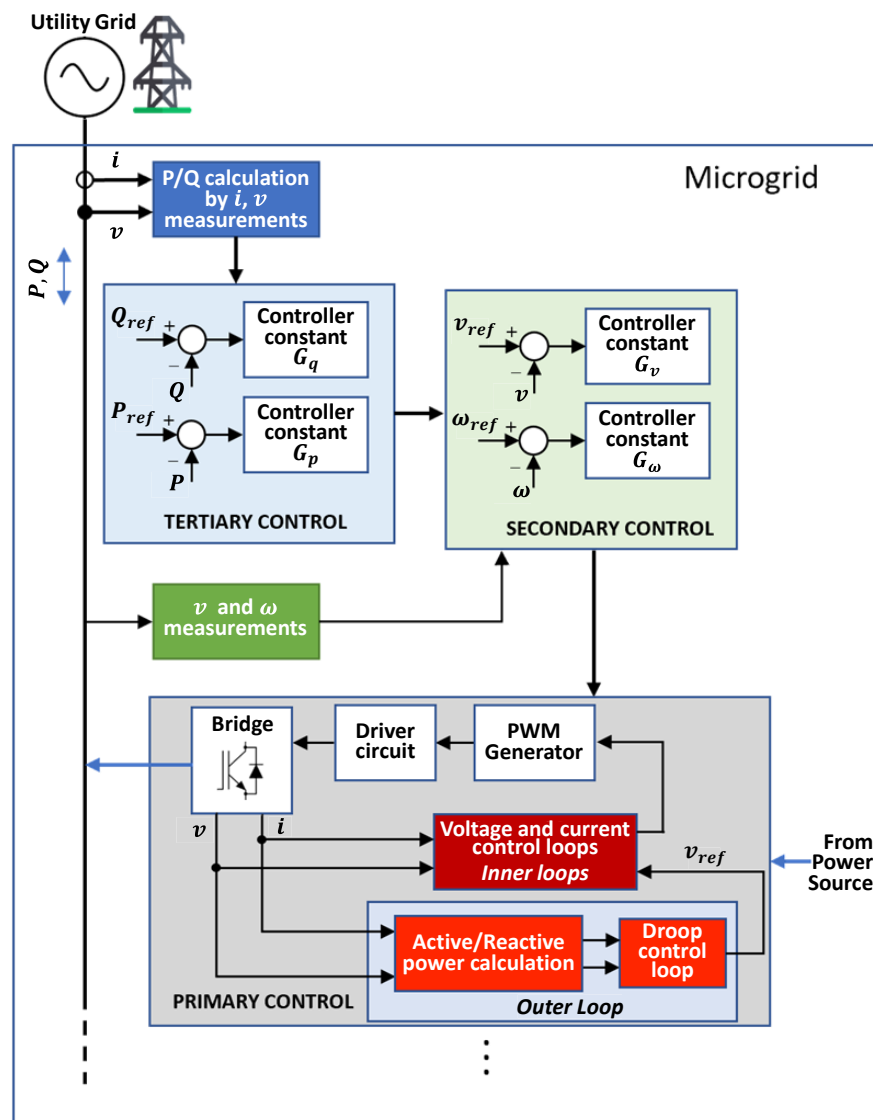 Utility Grid
Microgrid
i
v
P/Q calculation
by i, v
measurements
P, Q
Q_ref
+
−
Q
Controller
constant
G_q
P_ref
+
−
P
Controller
constant
G_p
TERTIARY CONTROL
v_ref
+
−
v
Controller
constant
G_v
ω_ref
+
−
ω
Controller
constant
G_ω
SECONDARY CONTROL
v and ω
measurements
Bridge
Driver
circuit
PWM
Generator
v
i
Voltage and current
control loops
Inner loops
v_ref
From
Power
Source
Active/Reactive
power calculation
Droop
control
loop
PRIMARY CONTROL
Outer Loop